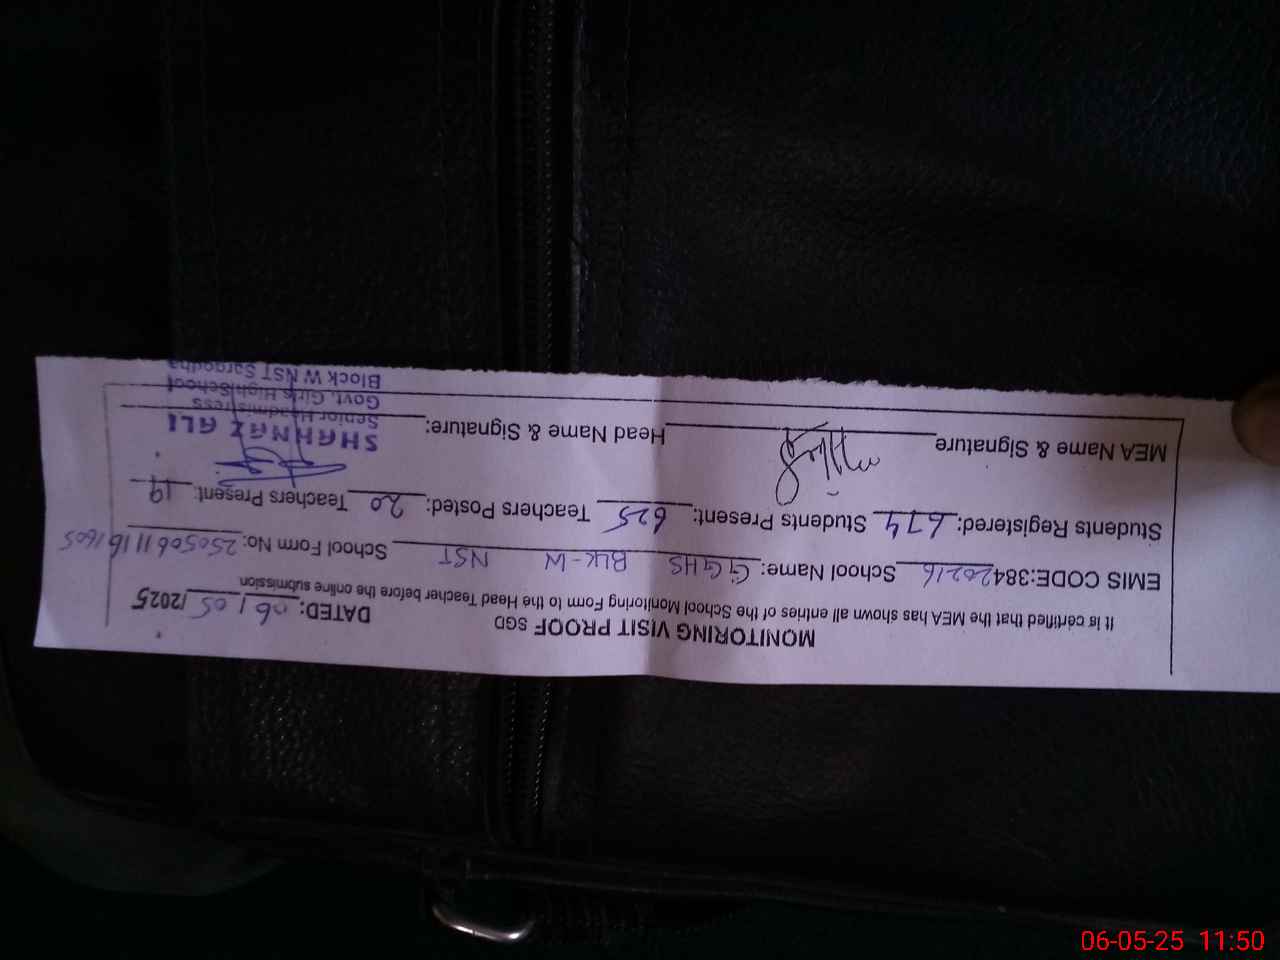 MONITORING VISIT PROOF SGD
DATED: 06/05/2025
It is certified that the MEA has shown all entries of the School Monitoring Form to the Head Teacher before the online submission
EMIS CODE:38420216 School Name: GGHS BLK-W NST School Form No: 250506111161605
Students Registered: 674 Students Present: 625 Teachers Posted: 20 Teachers Present: 19
MEA Name & Signature Head Name & Signature:
SHAHNAZ ALI
Senior Headmistress
Govt. Girls High School
Block W NST Sargodha
06-05-25 11:50